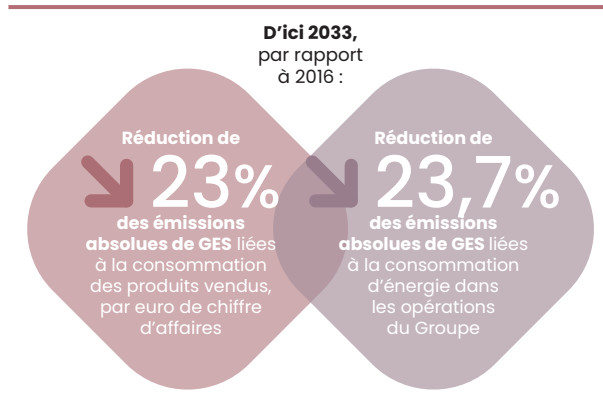 D’ici 2033,
par rapport
à 2016 :
Réduction de
23%
des émissions
absolues de GES liées
à la consommation
des produits vendus,
par euro de chiffre
d’affaires
Réduction de
23,7%
des émissions
absolues de GES liées
à la consommation
d’énergie dans
les opérations
du Groupe